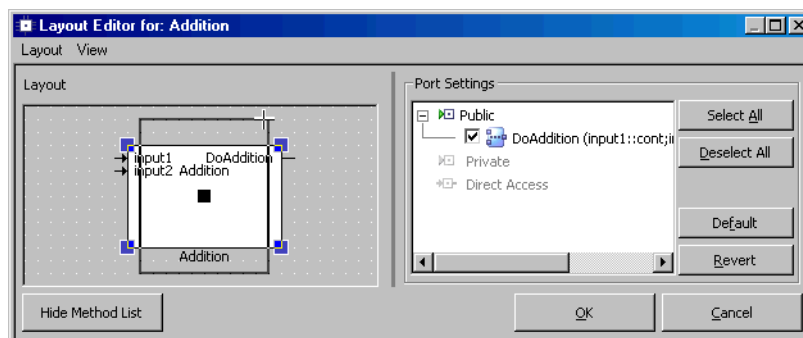 Layout Editor for: Addition
Layout View
Layout
input1 DoAddition
input2 Addition
Addition
Port Settings
Public
DoAddition (input1::cont;i
Private
Direct Access
Select All
Deselect All
Default
Revert
Hide Method List
OK
Cancel